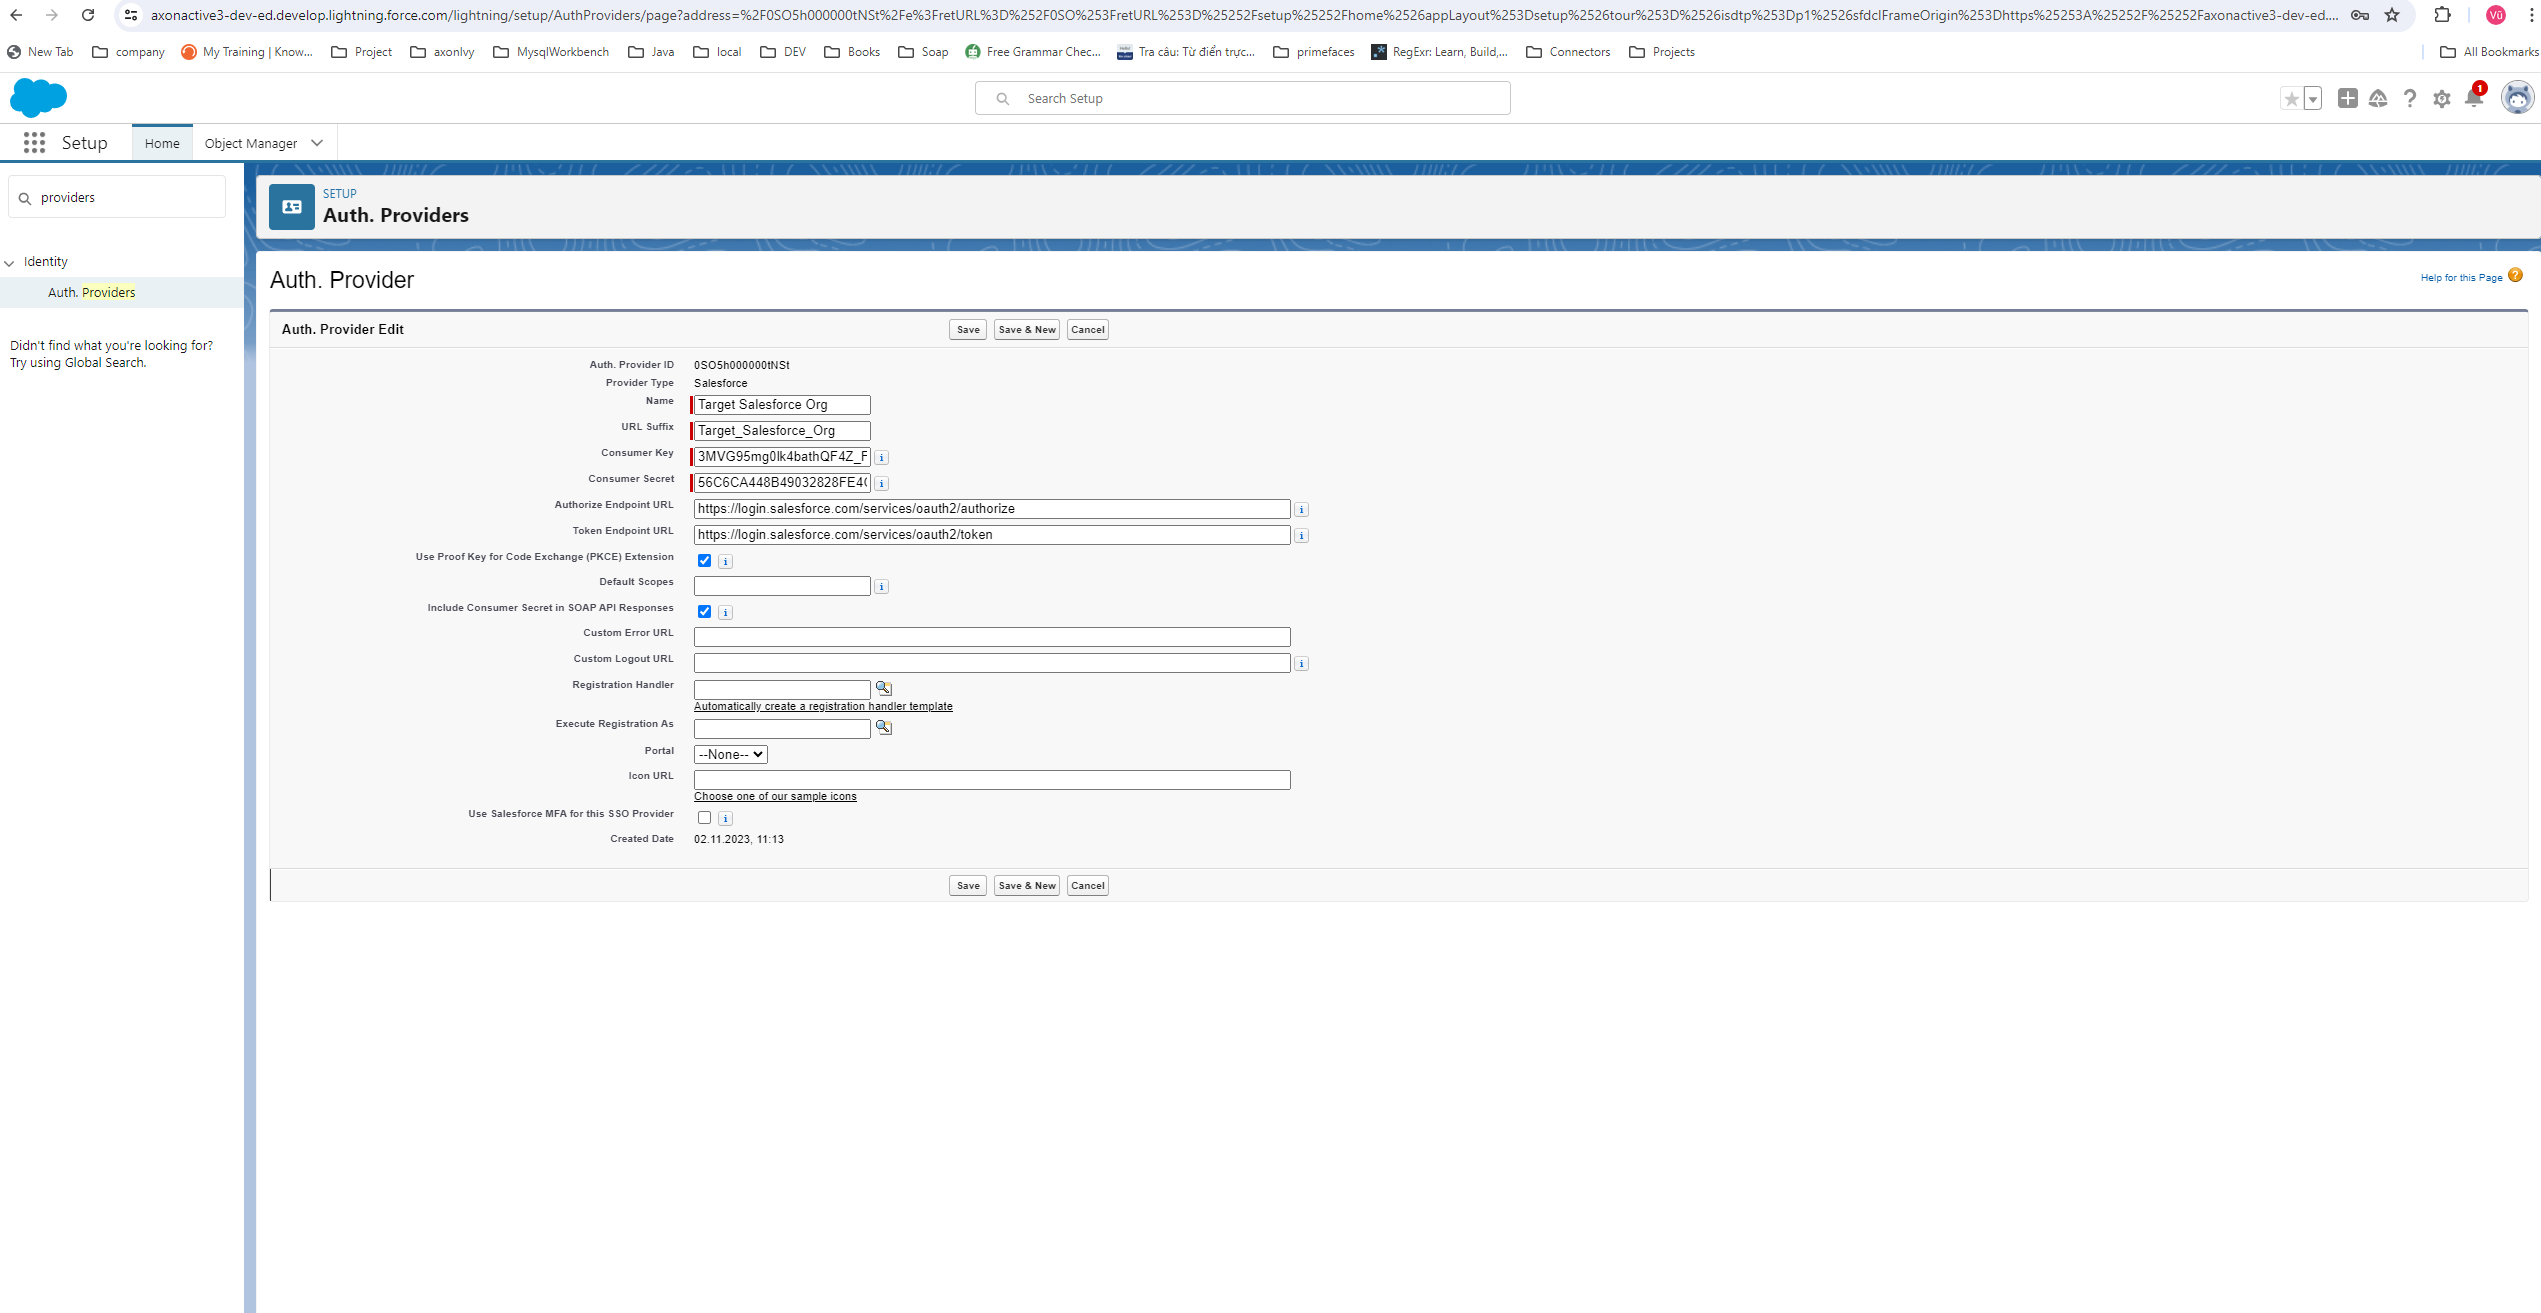 axonactive3-dev-ed.develop.lightning.force.com/lightning/setup/AuthProviders/page?address=%2F0SO5h000000tNSt%2Fe%3FretURL%3D%252F0SO%253FretURL%253D%25252Fsetup%25252Fhome%2526appLayout%253Dsetup%2526tour%253D%2526isdtp%253Dp1%2526sfdcIFrameOrigin%253Dhttps%25253A%25252F%25252Faxonactive3-dev-ed.... Vũ
New Tab company My Training | Know... Project axonIvy MysqlWorkbench Java local DEV Books Soap Free Grammar Chec... Tra câu: Từ điển trực... primefaces RegExr: Learn, Build,... Connectors Projects All Bookmarks
Search Setup 1
Setup Home Object Manager
providers
Identity
Auth. Providers
Didn't find what you're looking for?
Try using Global Search.
SETUP
Auth. Providers
Auth. Provider
Help for this Page ?
Auth. Provider Edit Save Save & New Cancel
Auth. Provider ID 0SO5h000000tNSt
Provider Type Salesforce
Name Target Salesforce Org
URL Suffix Target_Salesforce_Org
Consumer Key 3MVG95mg0lk4bathQF4Z_F i
Consumer Secret 56C6CA448B49032828FE4 i
Authorize Endpoint URL https://login.salesforce.com/services/oauth2/authorize i
Token Endpoint URL https://login.salesforce.com/services/oauth2/token i
Use Proof Key for Code Exchange (PKCE) Extension i
Default Scopes i
Include Consumer Secret in SOAP API Responses i
Custom Error URL
Custom Logout URL i
Registration Handler
Automatically create a registration handler template
Execute Registration As
Portal --None--
Icon URL
Choose one of our sample icons
Use Salesforce MFA for this SSO Provider i
Created Date 02.11.2023, 11:13
Save Save & New Cancel